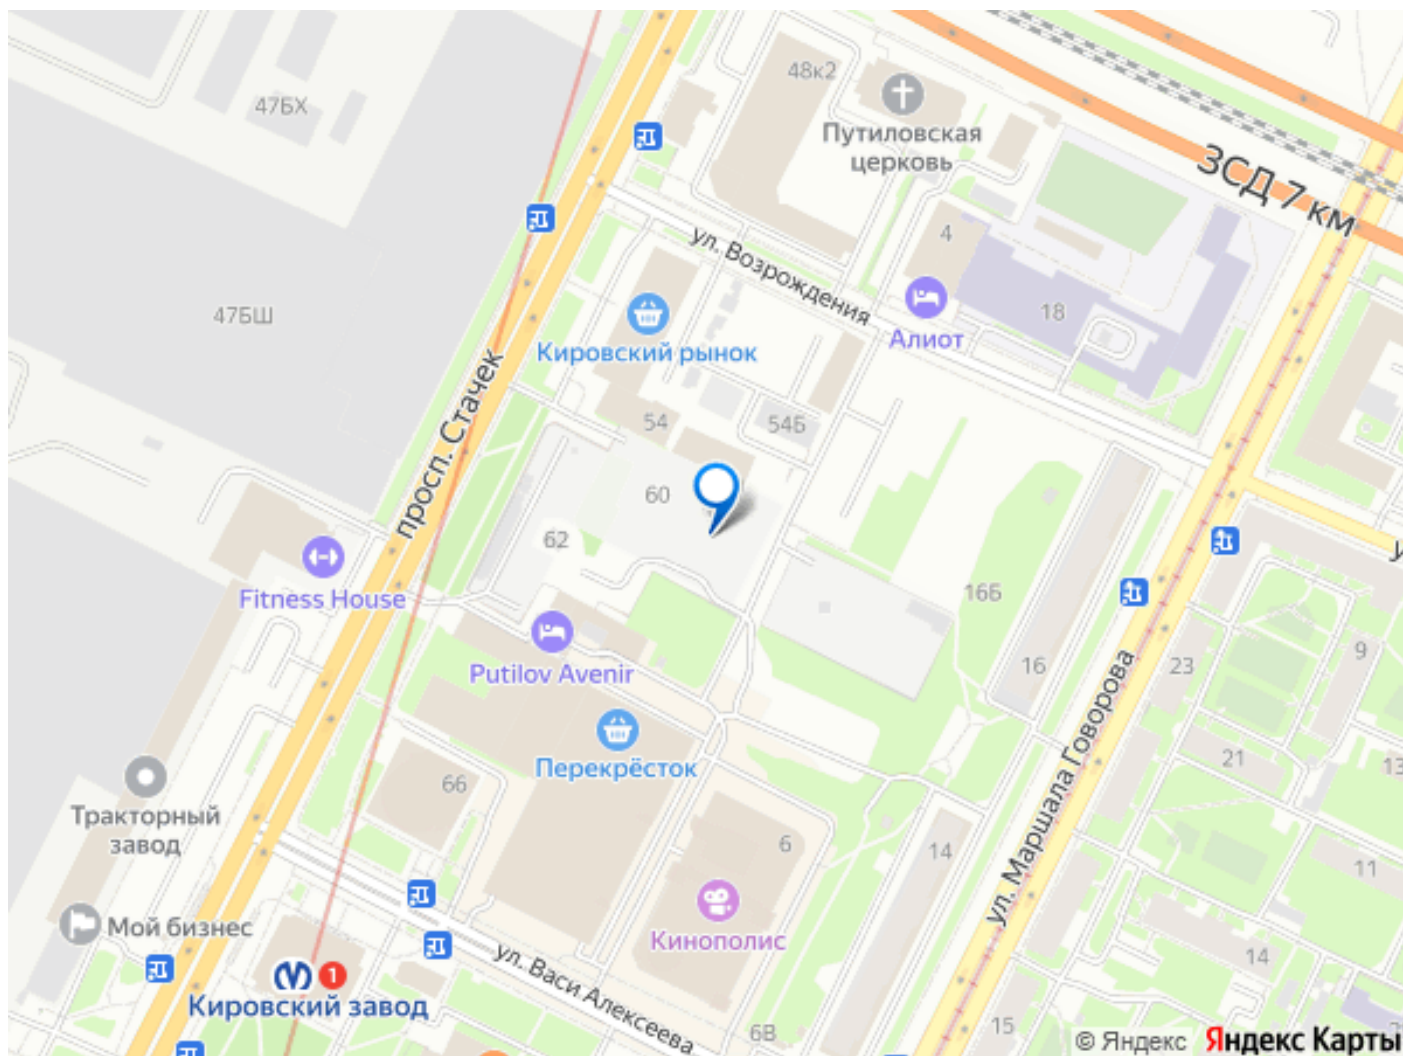 47БХ
48к2
Путиловская
церковь
ЗСД 7 км
4
ул. Возрождения
47БШ
18
Алиот
Кировский рынок
просп. Стачек
54
54Б
60
62
Fitness House
16Б
Putilov Avenir
16
23
9
ул. Маршала Говорова
Перекрёсток
21
13
66
Тракторный
завод
6
14
11
Мой бизнес
Кинополис
14
1
Кировский завод
ул. Васи Алексеева
6В
15
© Яндекс
Яндекс Карты